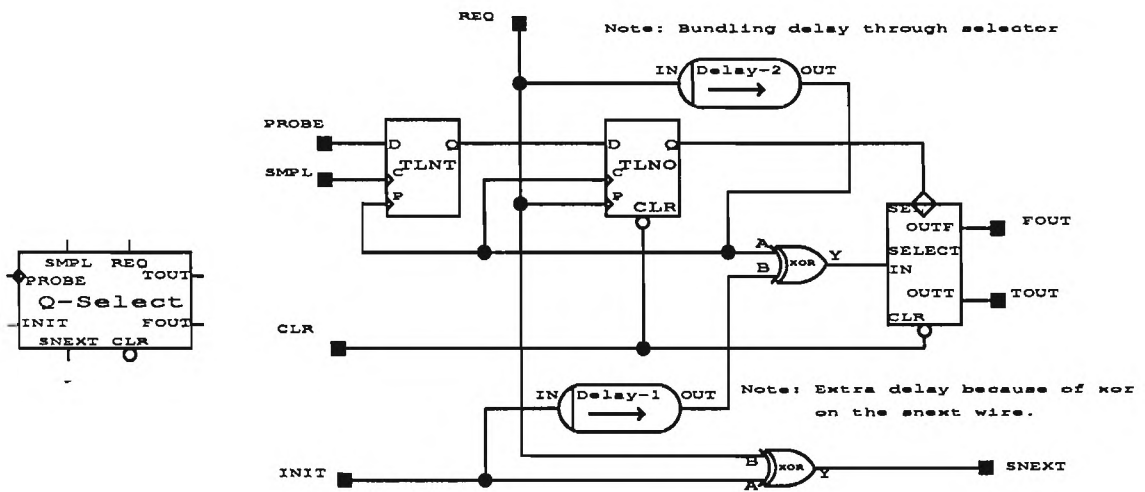 REQ
Note: Bundling delay through selector
IN Delay-2 OUT
PROBE
D Q
TLNT
SMPL
C
P
D Q
TLNO
C
P
CLR
SEL
OUTF
FOUT
SELECT
IN
OUTT
TOUT
CLR
A
B
XOR
Y
SMPL REQ
TOUT
PROBE
Q-Select
INIT
FOUT
SNEXT CLR
CLR
IN Delay-1 OUT
Note: Extra delay because of xor
on the snext wire.
INIT
B
A
XOR
Y
SNEXT